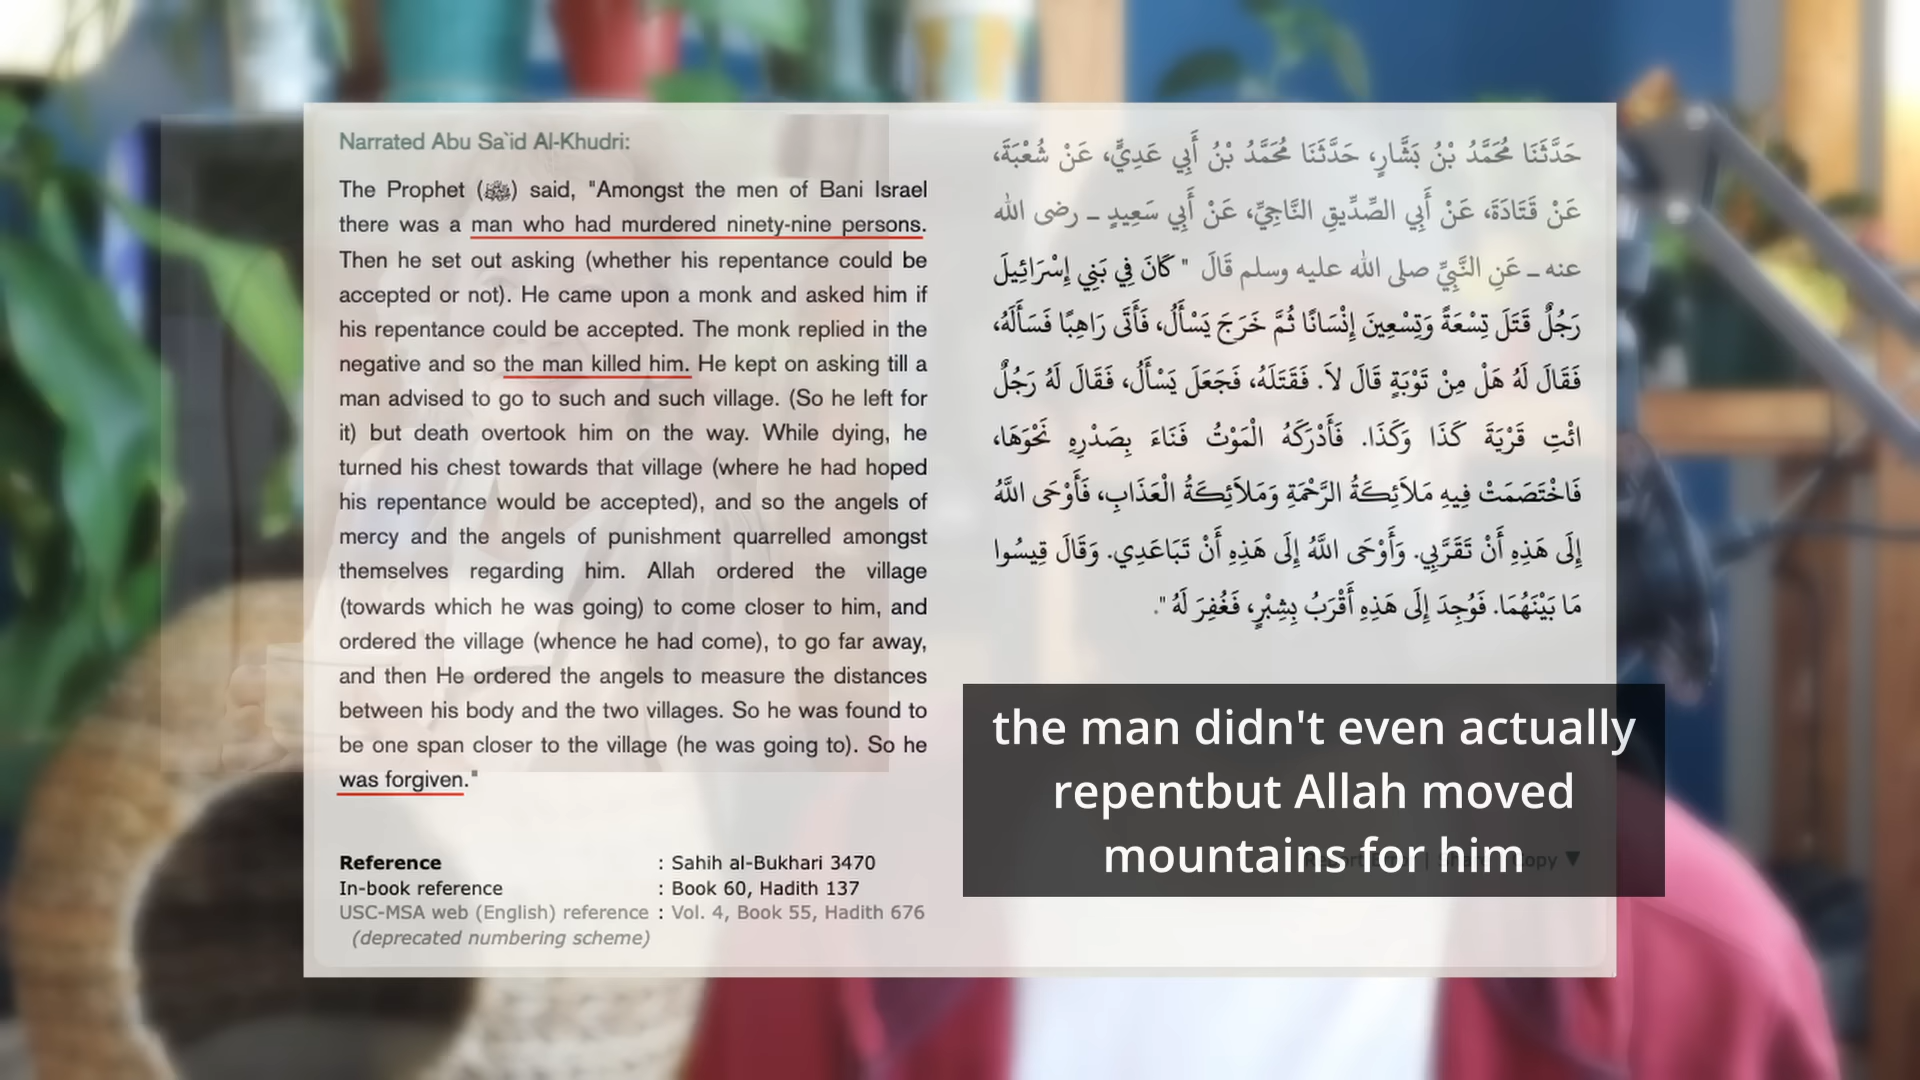 Narrated Abu Sa`id Al-Khudri:
The Prophet (ﷺ) said, "Amongst the men of Bani Israel
there was a man who had murdered ninety-nine persons.
Then he set out asking (whether his repentance could be
accepted or not). He came upon a monk and asked him if
his repentance could be accepted. The monk replied in the
negative and so the man killed him. He kept on asking till a
man advised to go to such and such village. (So he left for
it) but death overtook him on the way. While dying, he
turned his chest towards that village (where he had hoped
his repentance would be accepted), and so the angels of
mercy and the angels of punishment quarrelled amongst
themselves regarding him. Allah ordered the village
(towards which he was going) to come closer to him, and
ordered the village (whence he had come), to go far away,
and then He ordered the angels to measure the distances
between his body and the two villages. So he was found to
be one span closer to the village (he was going to). So he
was forgiven."
حَدَّثَنَا مُحَمَّدُ بْنُ بَشَّارٍ، حَدَّثَنَا مُحَمَّدُ بْنُ أَبِي عَدِيٍّ، عَنْ شُعْبَةَ،
عَنْ قَتَادَةَ، عَنْ أَبِي الصِّدِّيقِ النَّاجِيِّ، عَنْ أَبِي سَعِيدٍ ـ رضى الله
عنه ـ عَنِ النَّبِيِّ صلى الله عليه وسلم قَالَ " كَانَ فِي بَنِي إِسْرَائِيلَ
رَجُلٌ قَتَلَ تِسْعَةً وَتِسْعِينَ إِنْسَانًا ثُمَّ خَرَجَ يَسْأَلُ، فَأَتَى رَاهِبًا فَسَأَلَهُ،
فَقَالَ لَهُ هَلْ مِنْ تَوْبَةٍ قَالَ لاَ. فَقَتَلَهُ، فَجَعَلَ يَسْأَلُ، فَقَالَ لَهُ رَجُلٌ
ائْتِ قَرْيَةَ كَذَا وَكَذَا. فَأَدْرَكَهُ الْمَوْتُ فَنَاءَ بِصَدْرِهِ نَحْوَهَا،
فَاخْتَصَمَتْ فِيهِ مَلاَئِكَةُ الرَّحْمَةِ وَمَلاَئِكَةُ الْعَذَابِ، فَأَوْحَى اللَّهُ
إِلَى هَذِهِ أَنْ تَقَرَّبِي. وَأَوْحَى اللَّهُ إِلَى هَذِهِ أَنْ تَبَاعَدِي. وَقَالَ قِيسُوا
مَا بَيْنَهُمَا. فَوُجِدَ إِلَى هَذِهِ أَقْرَبُ بِشِبْرٍ، فَغُفِرَ لَهُ ".
the man didn't even actually
repentbut Allah moved
mountains for him
Reference : Sahih al-Bukhari 3470
In-book reference : Book 60, Hadith 137
USC-MSA web (English) reference : Vol. 4, Book 55, Hadith 676
(deprecated numbering scheme)